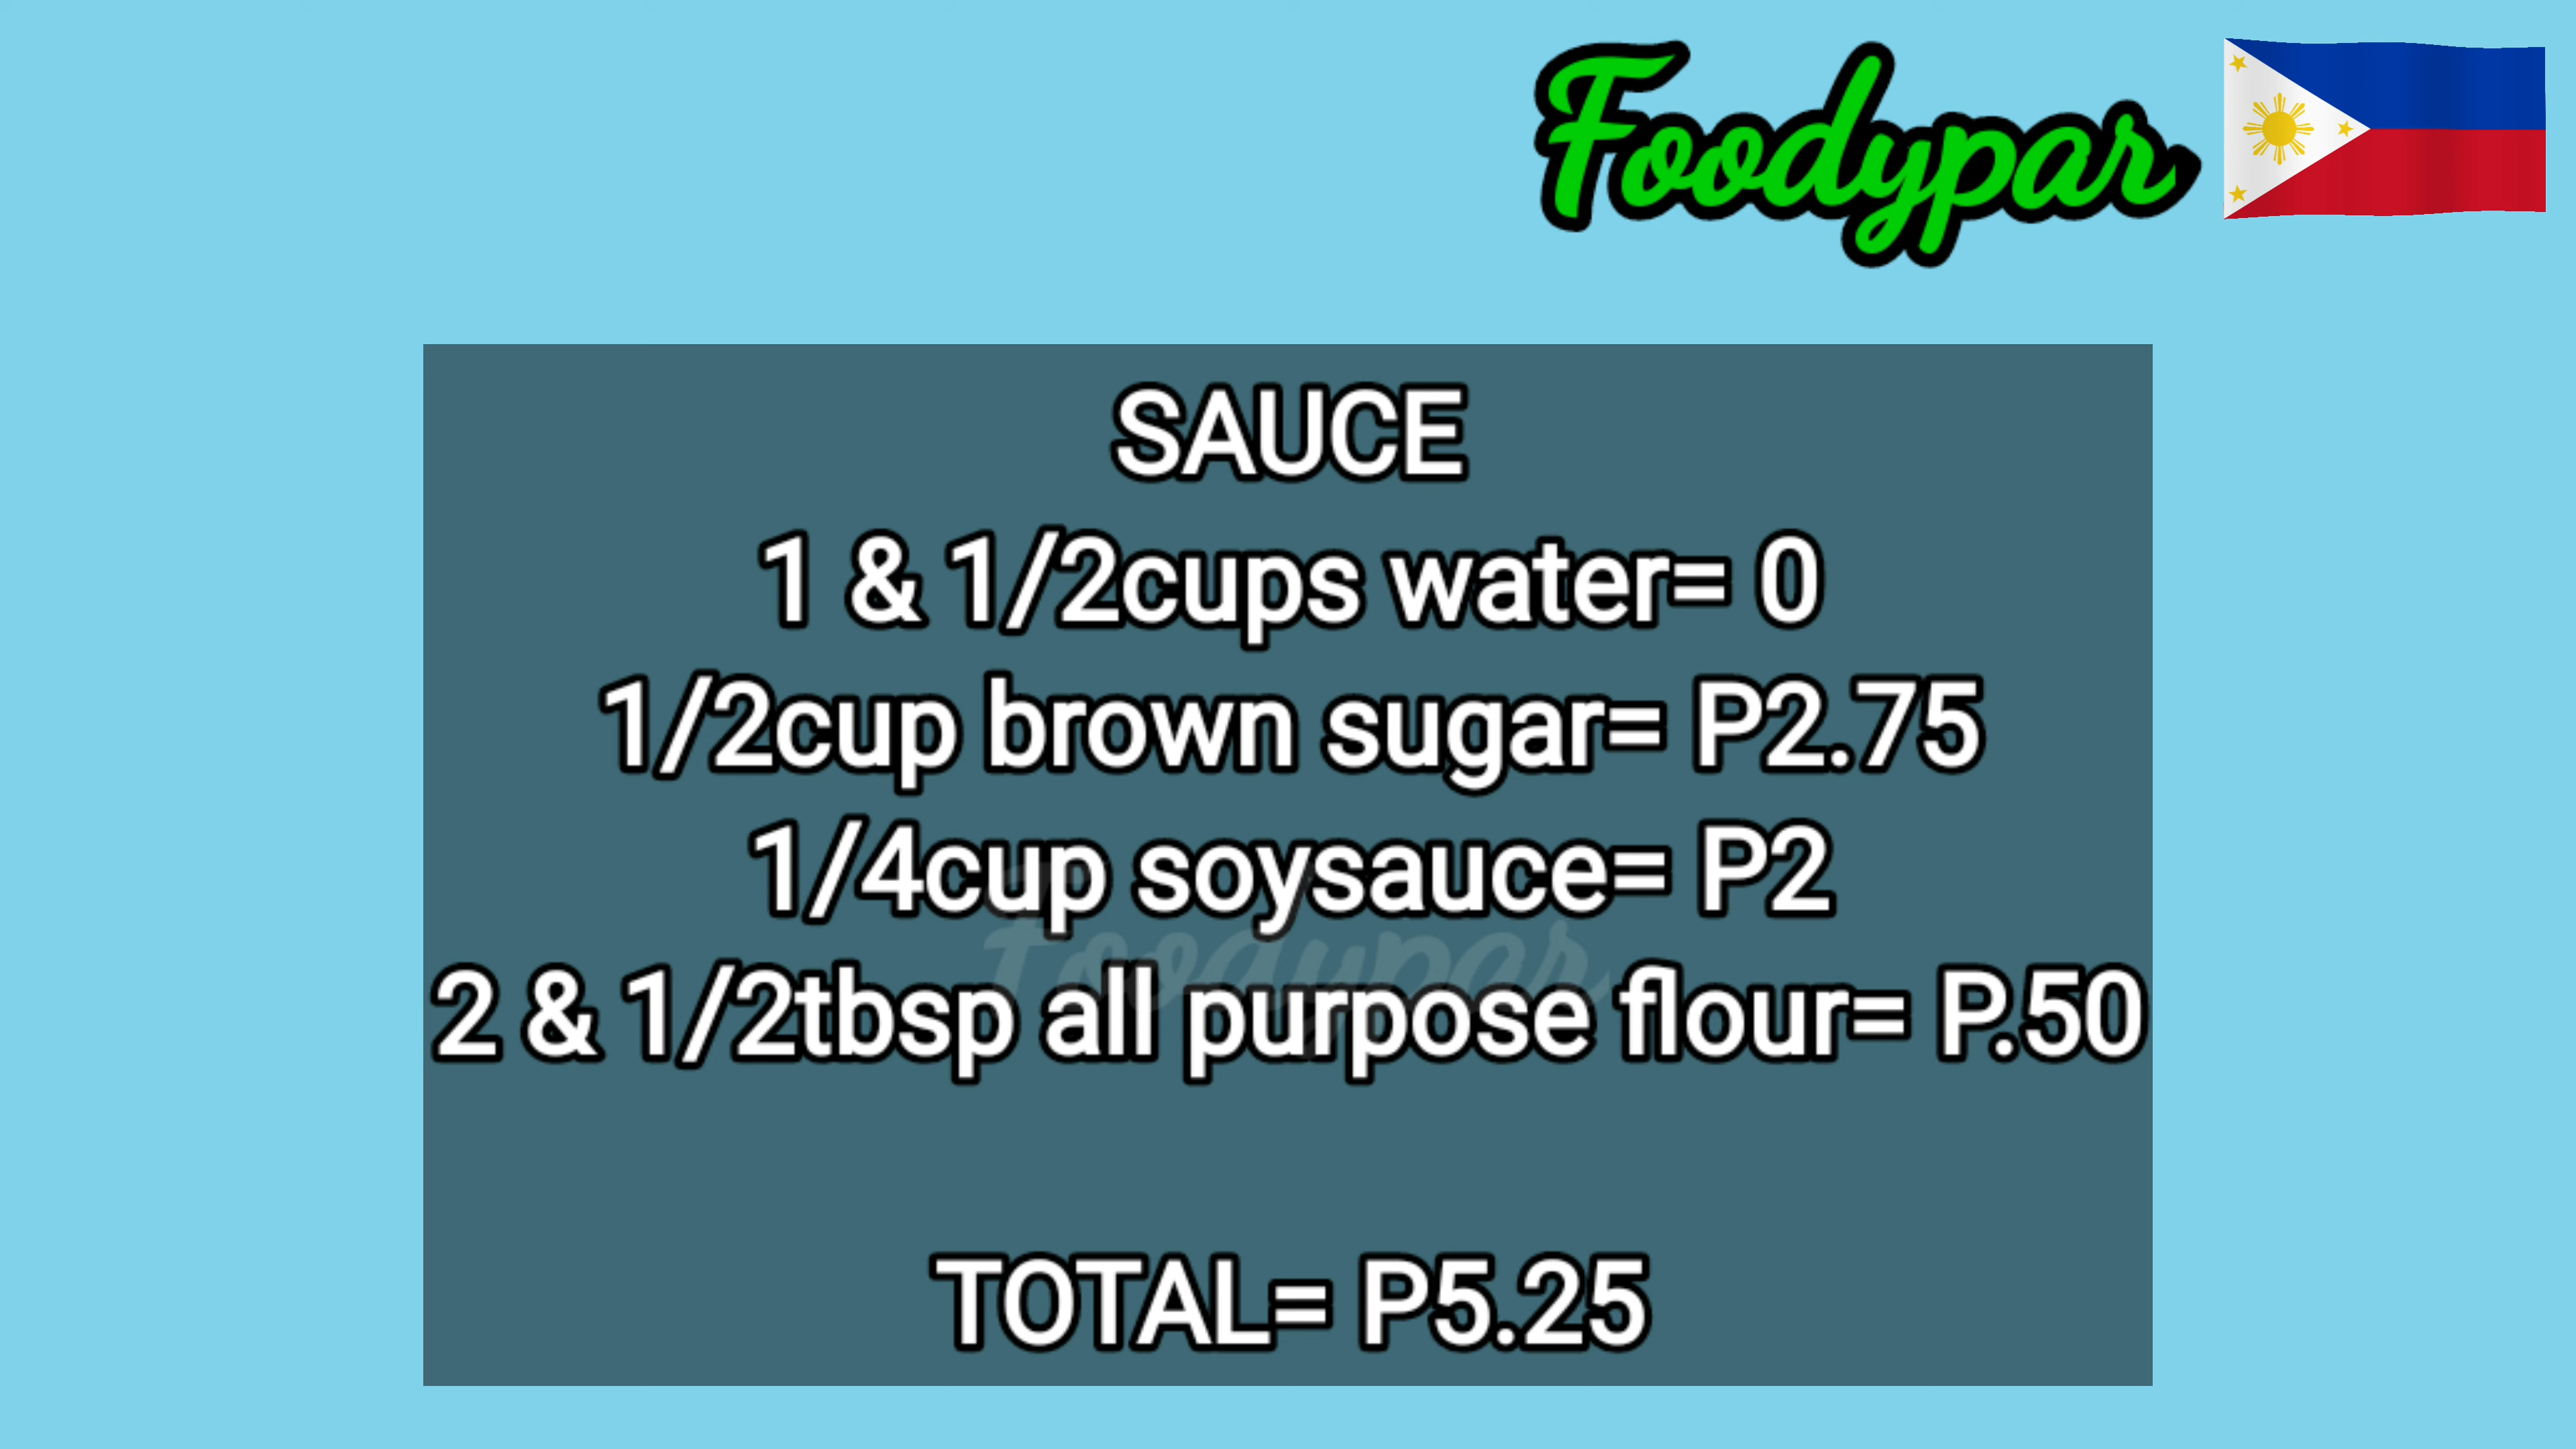 Foodypar
SAUCE
1 & 1/2cups water= 0
1/2cup brown sugar= P2.75
1/4cup soysauce= P2
Foodypar
2 & 1/2tbsp all purpose flour= P.50
TOTAL= P5.25